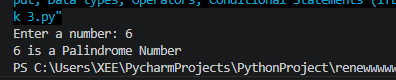 put, Data types, Operators, Conditional Statements (if
k 3.py"
Enter a number: 6
6 is a Palindrome Number
PS C:\Users\XEE\PycharmProjects\PythonProject\renewwwww